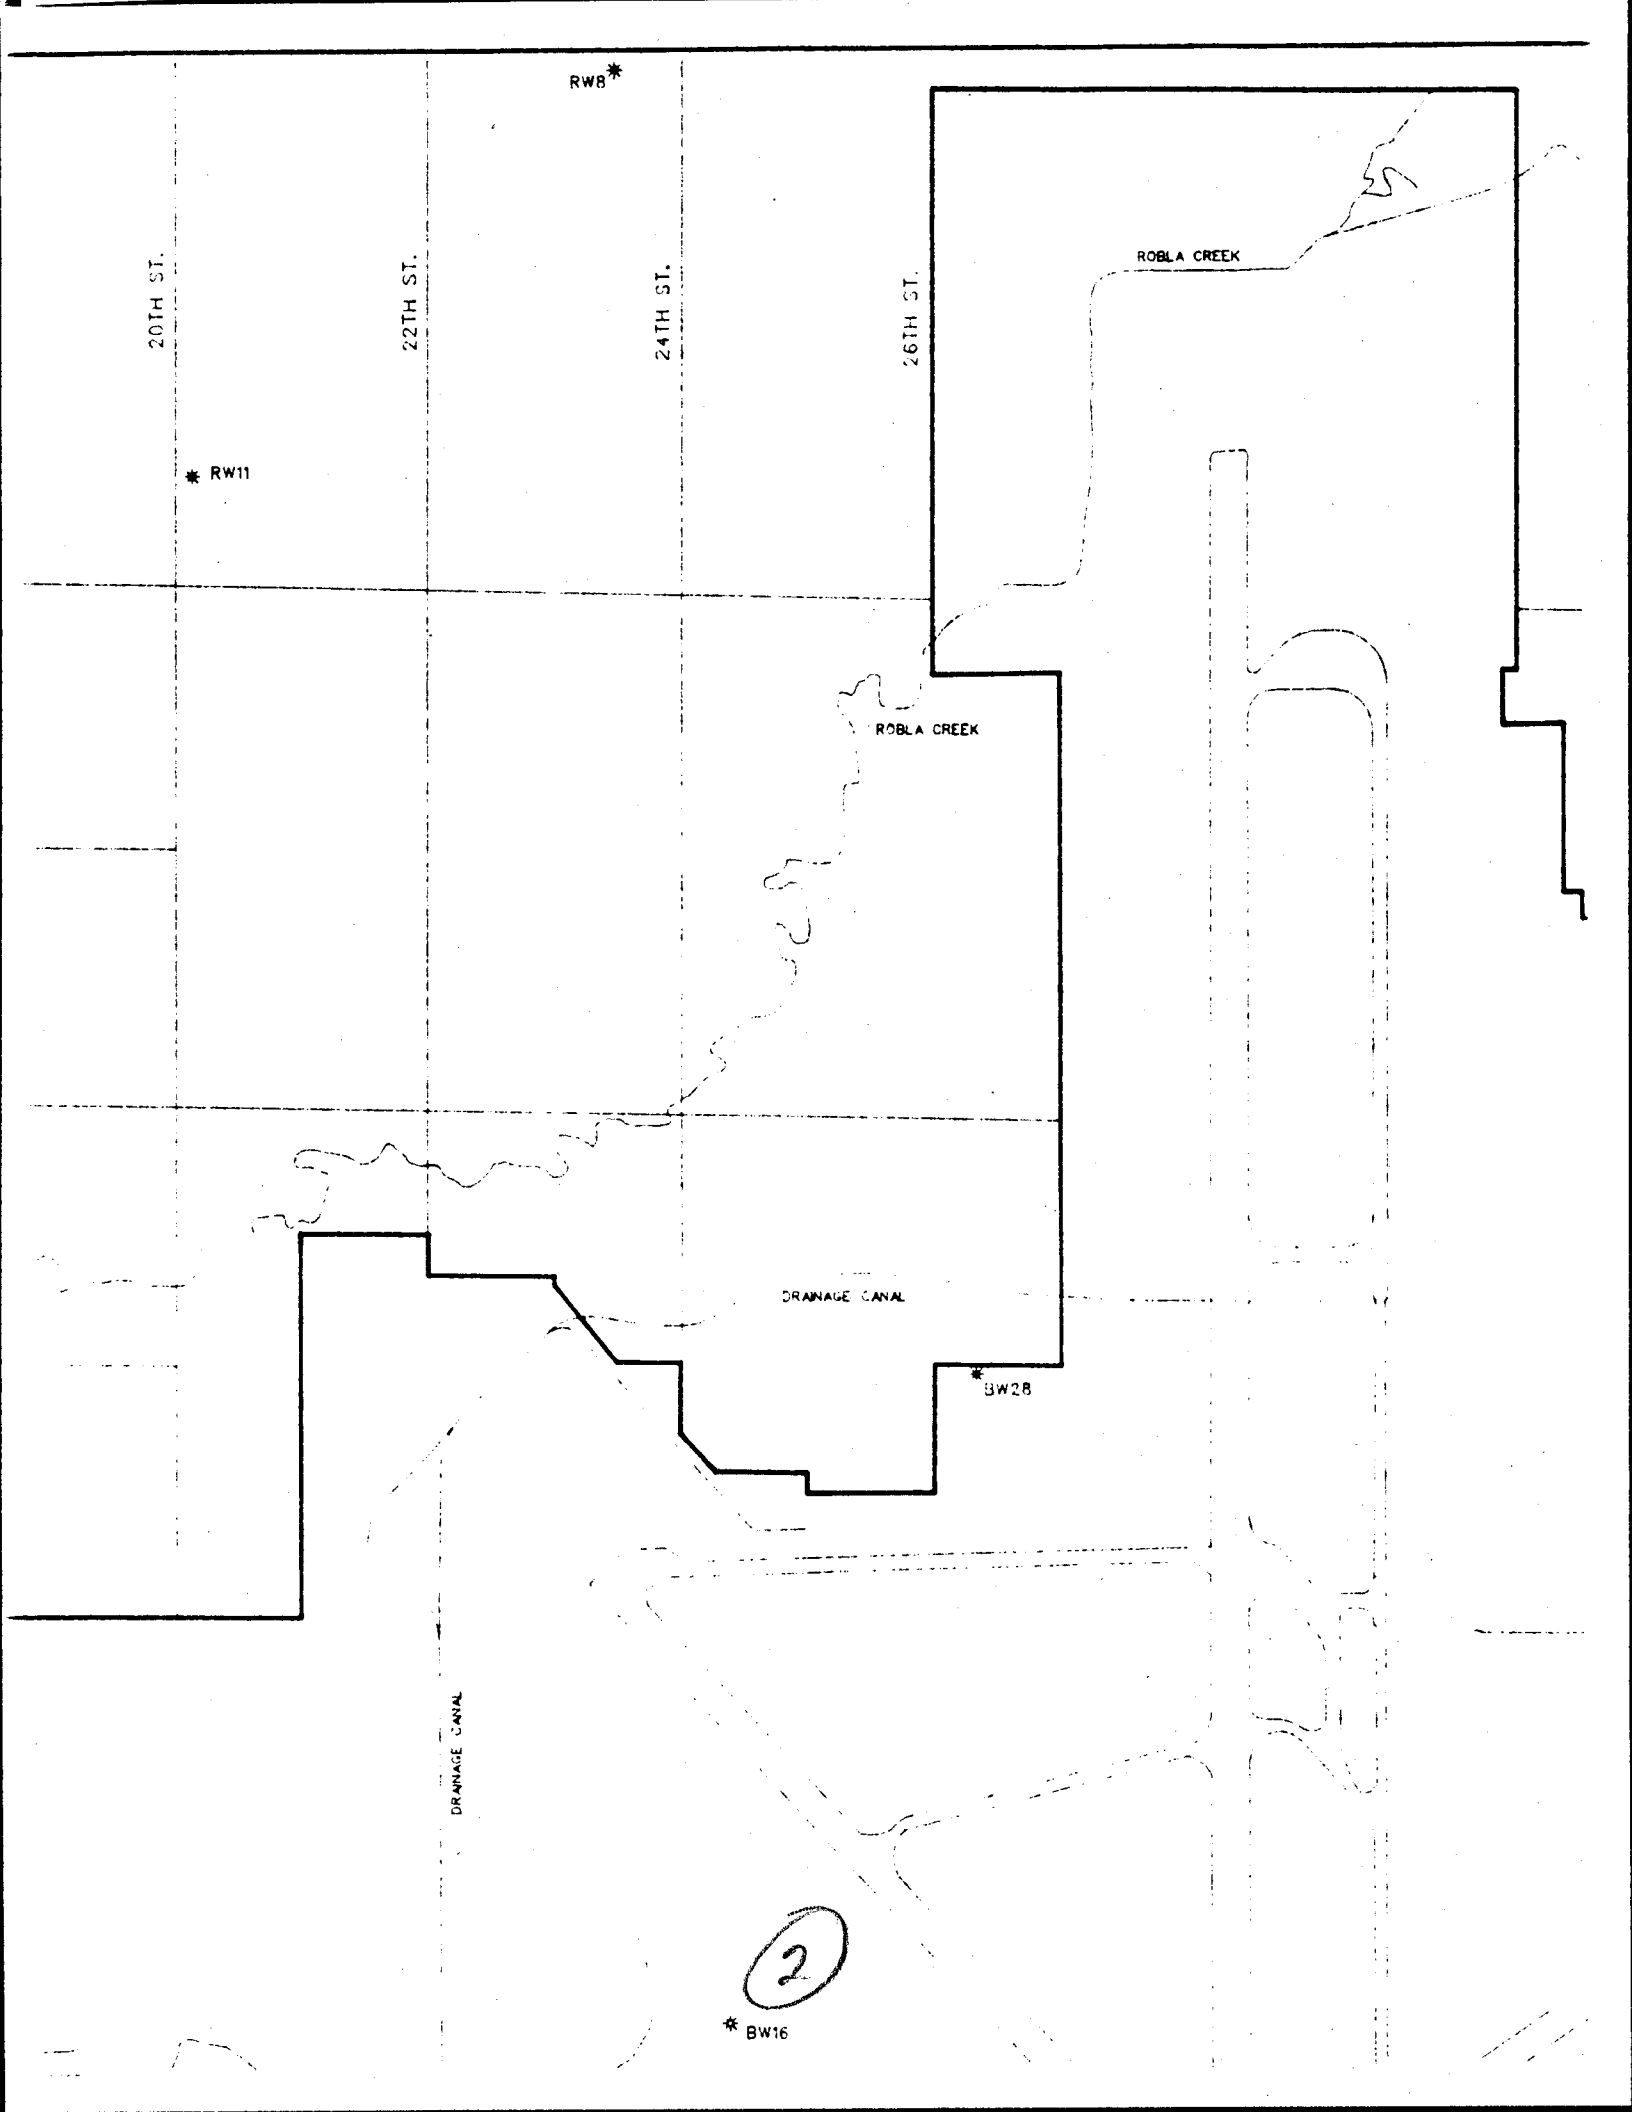 RW8
ROBLA CREEK
20TH ST.
22TH ST.
24TH ST.
26TH ST.
RW11
ROBLA CREEK
DRAINAGE CANAL
BW28
DRAINAGE CANAL
2
BW16